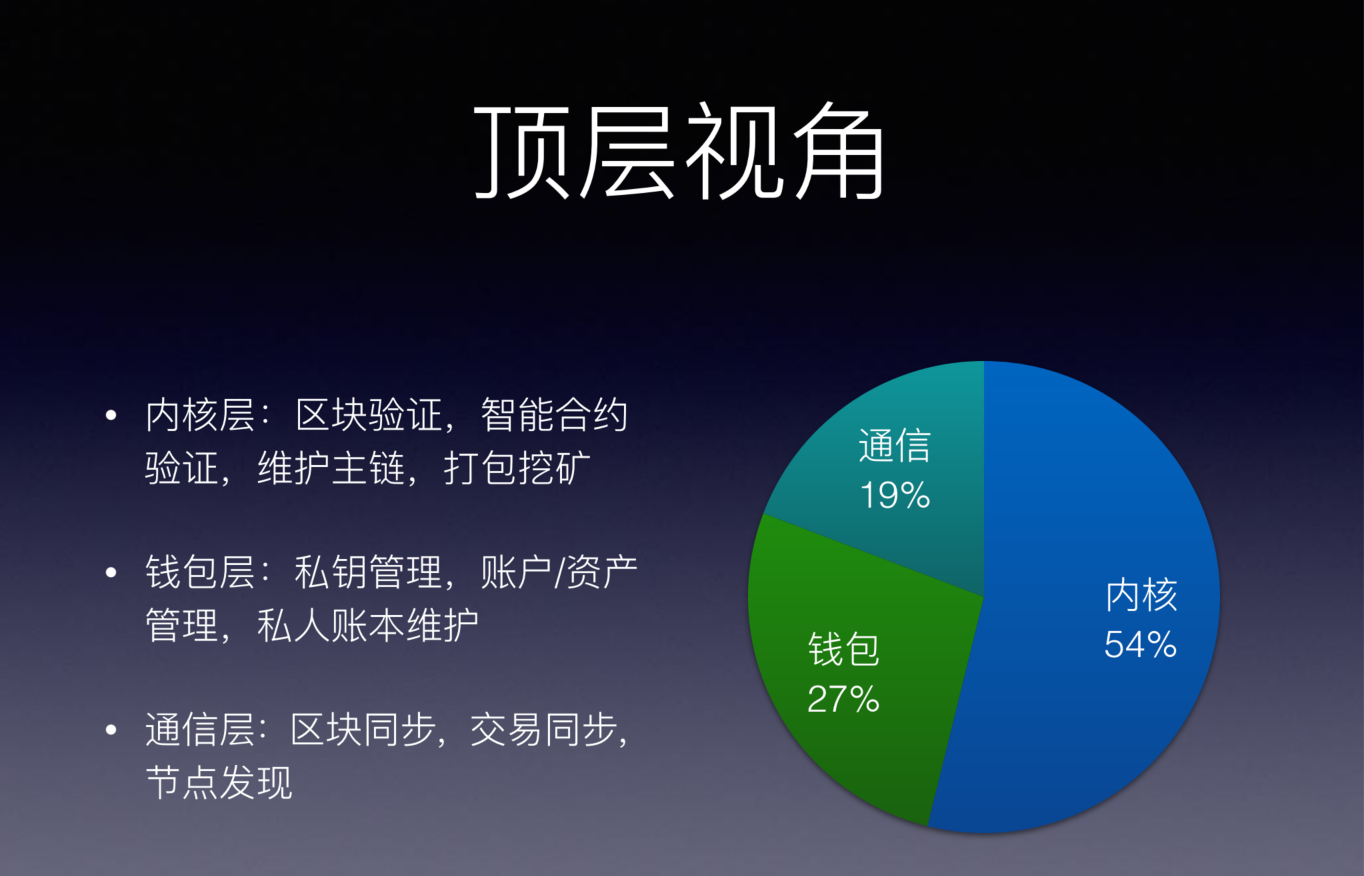 顶层视角
• 内核层：区块验证，智能合约
验证，维护主链，打包挖矿
• 钱包层：私钥管理，账户/资产
管理，私人账本维护
• 通信层：区块同步，交易同步，
节点发现
通信
19%
内核
54%
钱包
27%